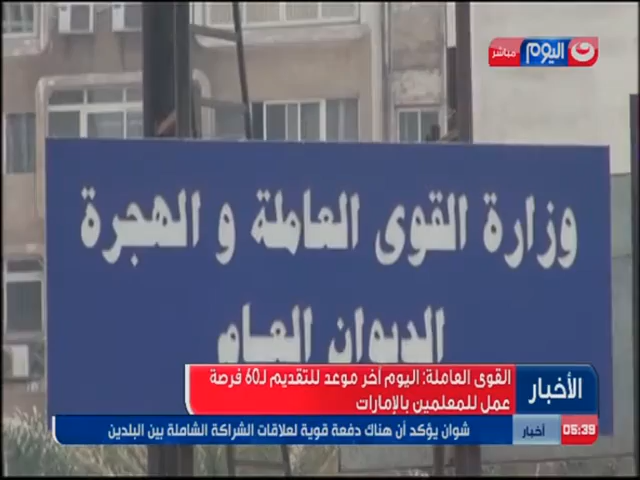 مباشر اليوم
وزارة القوى العاملة و الهجرة
الديوان العام
الأخبار
القوى العاملة: اليوم آخر موعد للتقديم لـ60 فرصة
عمل للمعلمين بالإمارات
05:39 أخبار شوان يؤكد أن هناك دفعة قوية لعلاقات الشراكة الشاملة بين البلدين